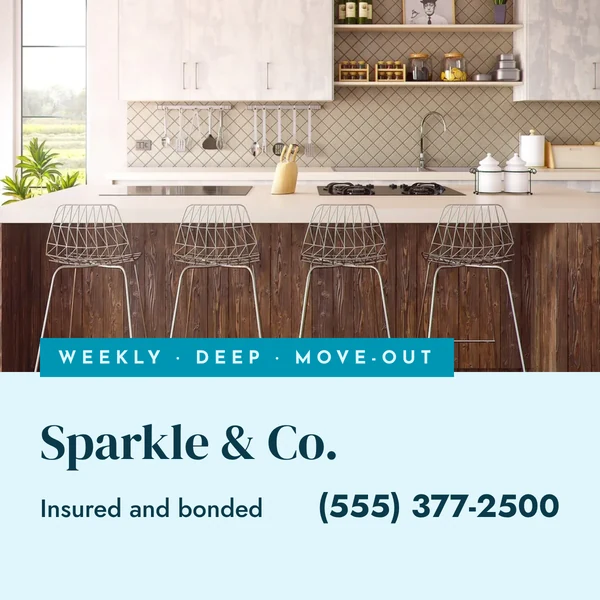 WEEKLY · DEEP · MOVE-OUT
Sparkle & Co.
Insured and bonded
(555) 377-2500